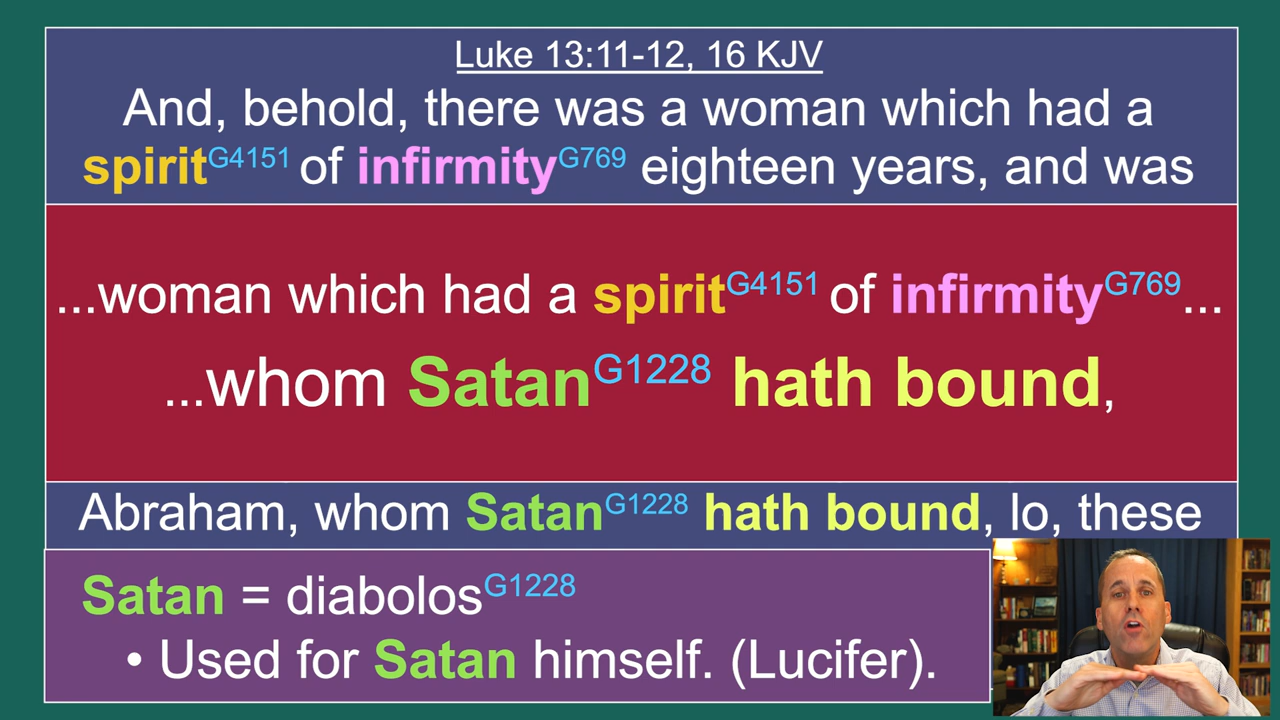 Luke 13:11-12, 16 KJV
And, behold, there was a woman which had a
spiritG4151 of infirmityG769 eighteen years, and was
...woman which had a spiritG4151 of infirmityG769...
...whom SatanG1228 hath bound,
Abraham, whom SatanG1228 hath bound, lo, these
Satan = diabolosG1228
• Used for Satan himself. (Lucifer).